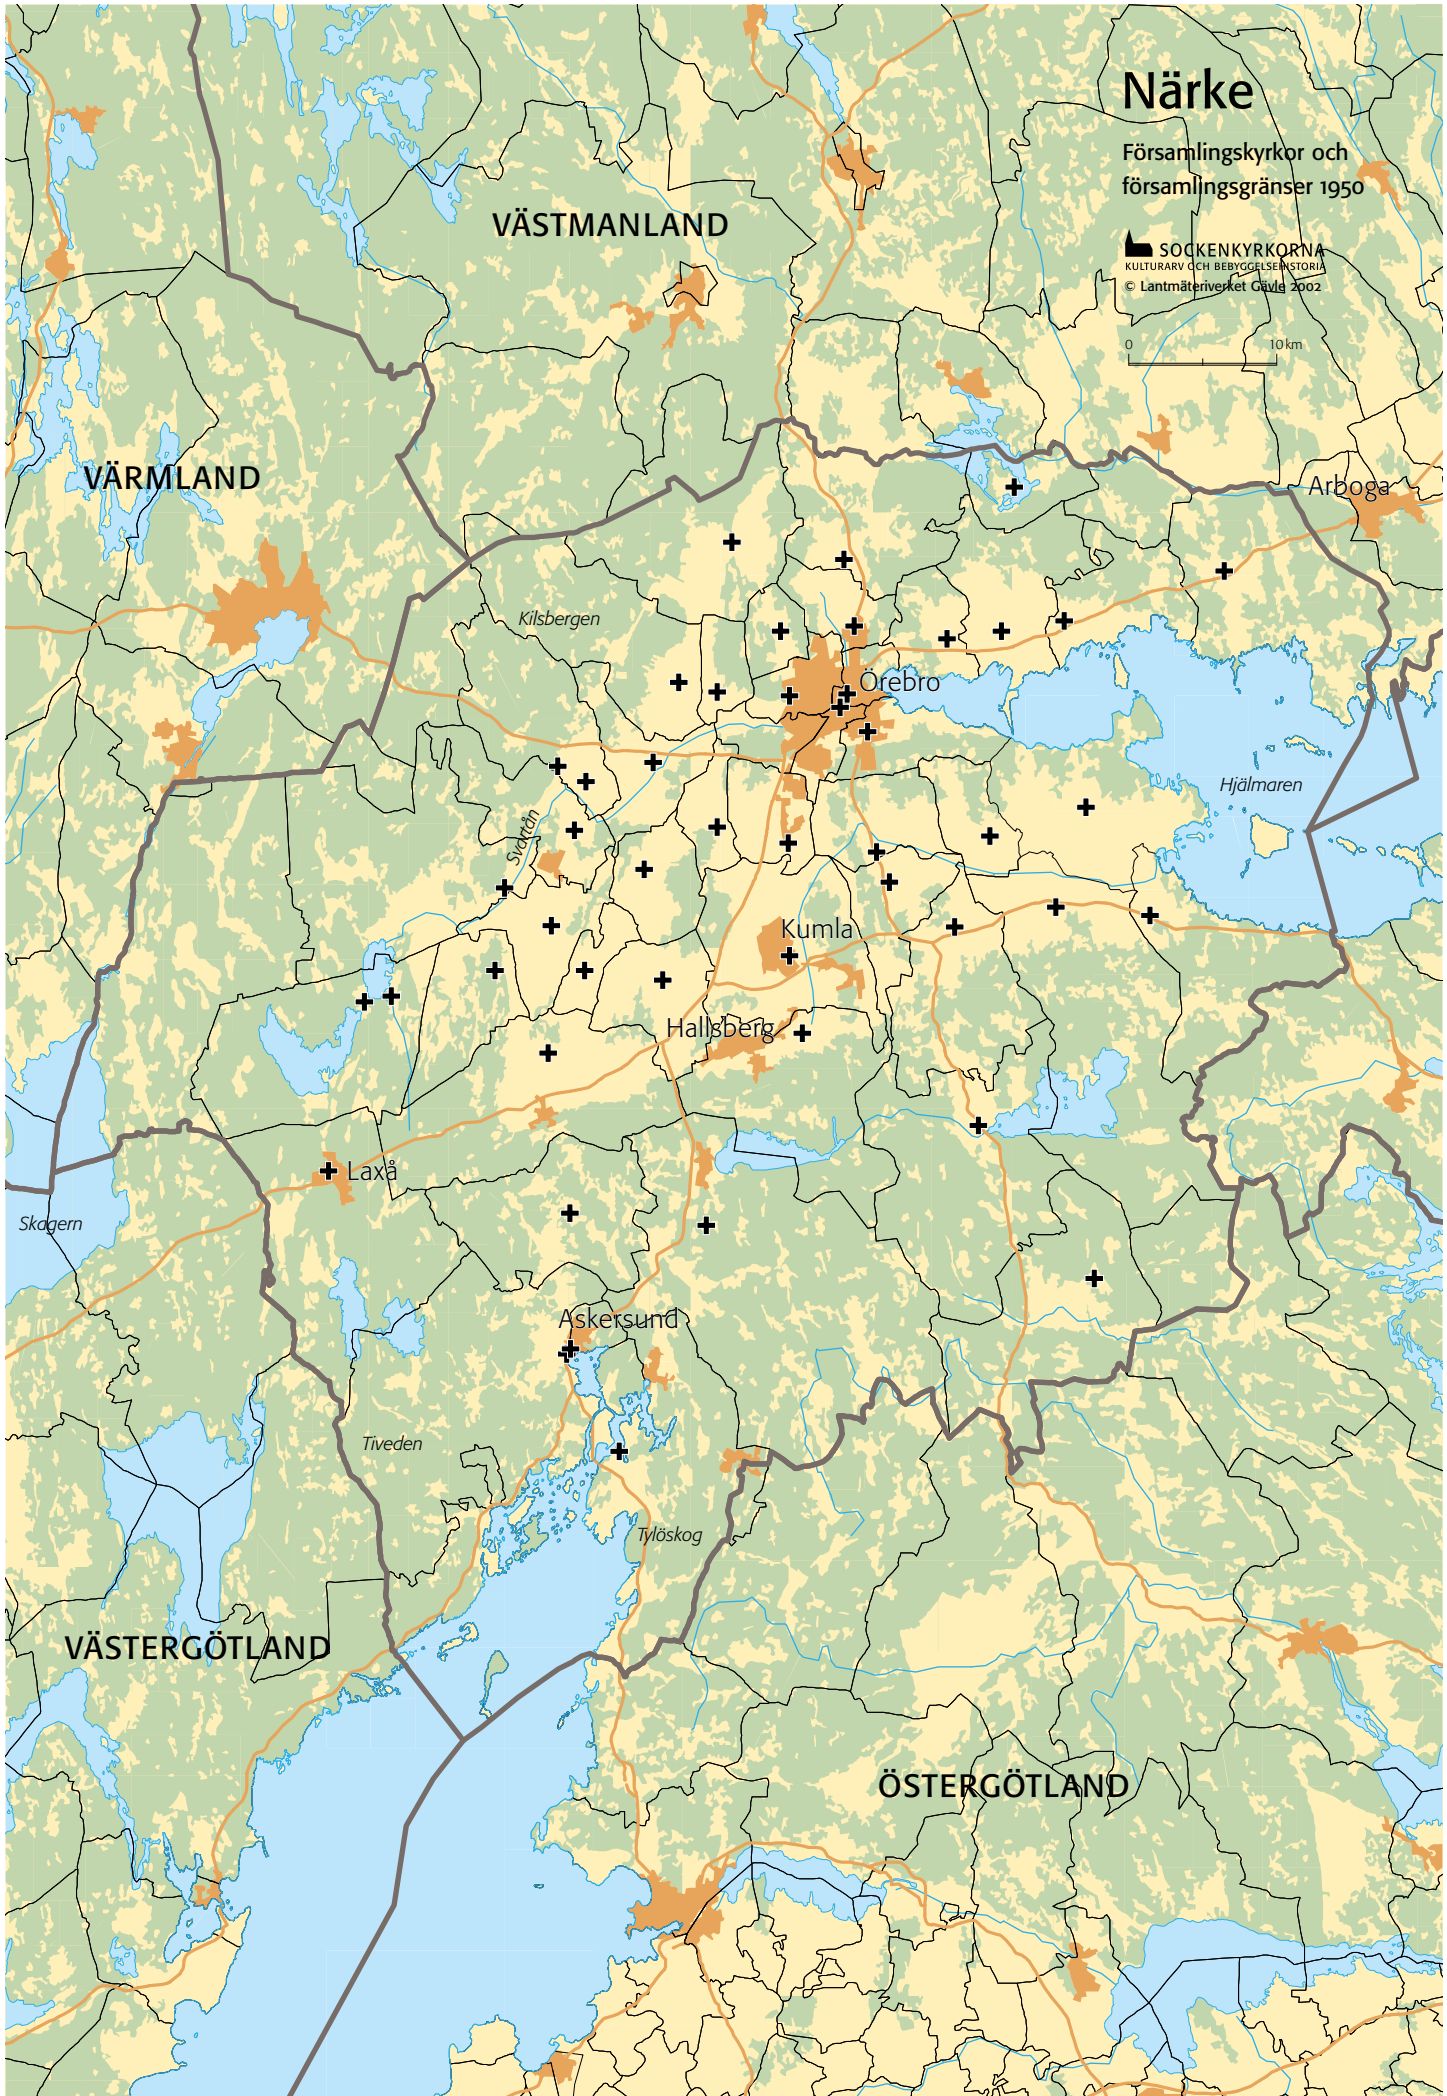 Närke
Församlingskyrkor och
församlingsgränser 1950
SOCKENKYRKORNA
KULTURARV OCH BEBYGGELSEHISTORIA
© Lantmäteriverket Gävle 2002
0 10 km
VÄSTMANLAND
VÄRMLAND
Arboga
Kilsbergen
Örebro
Hjälmaren
Svartån
Kumla
Hallsberg
Laxå
Skagern
Askersund
Tiveden
Tylöskog
VÄSTERGÖTLAND
ÖSTERGÖTLAND